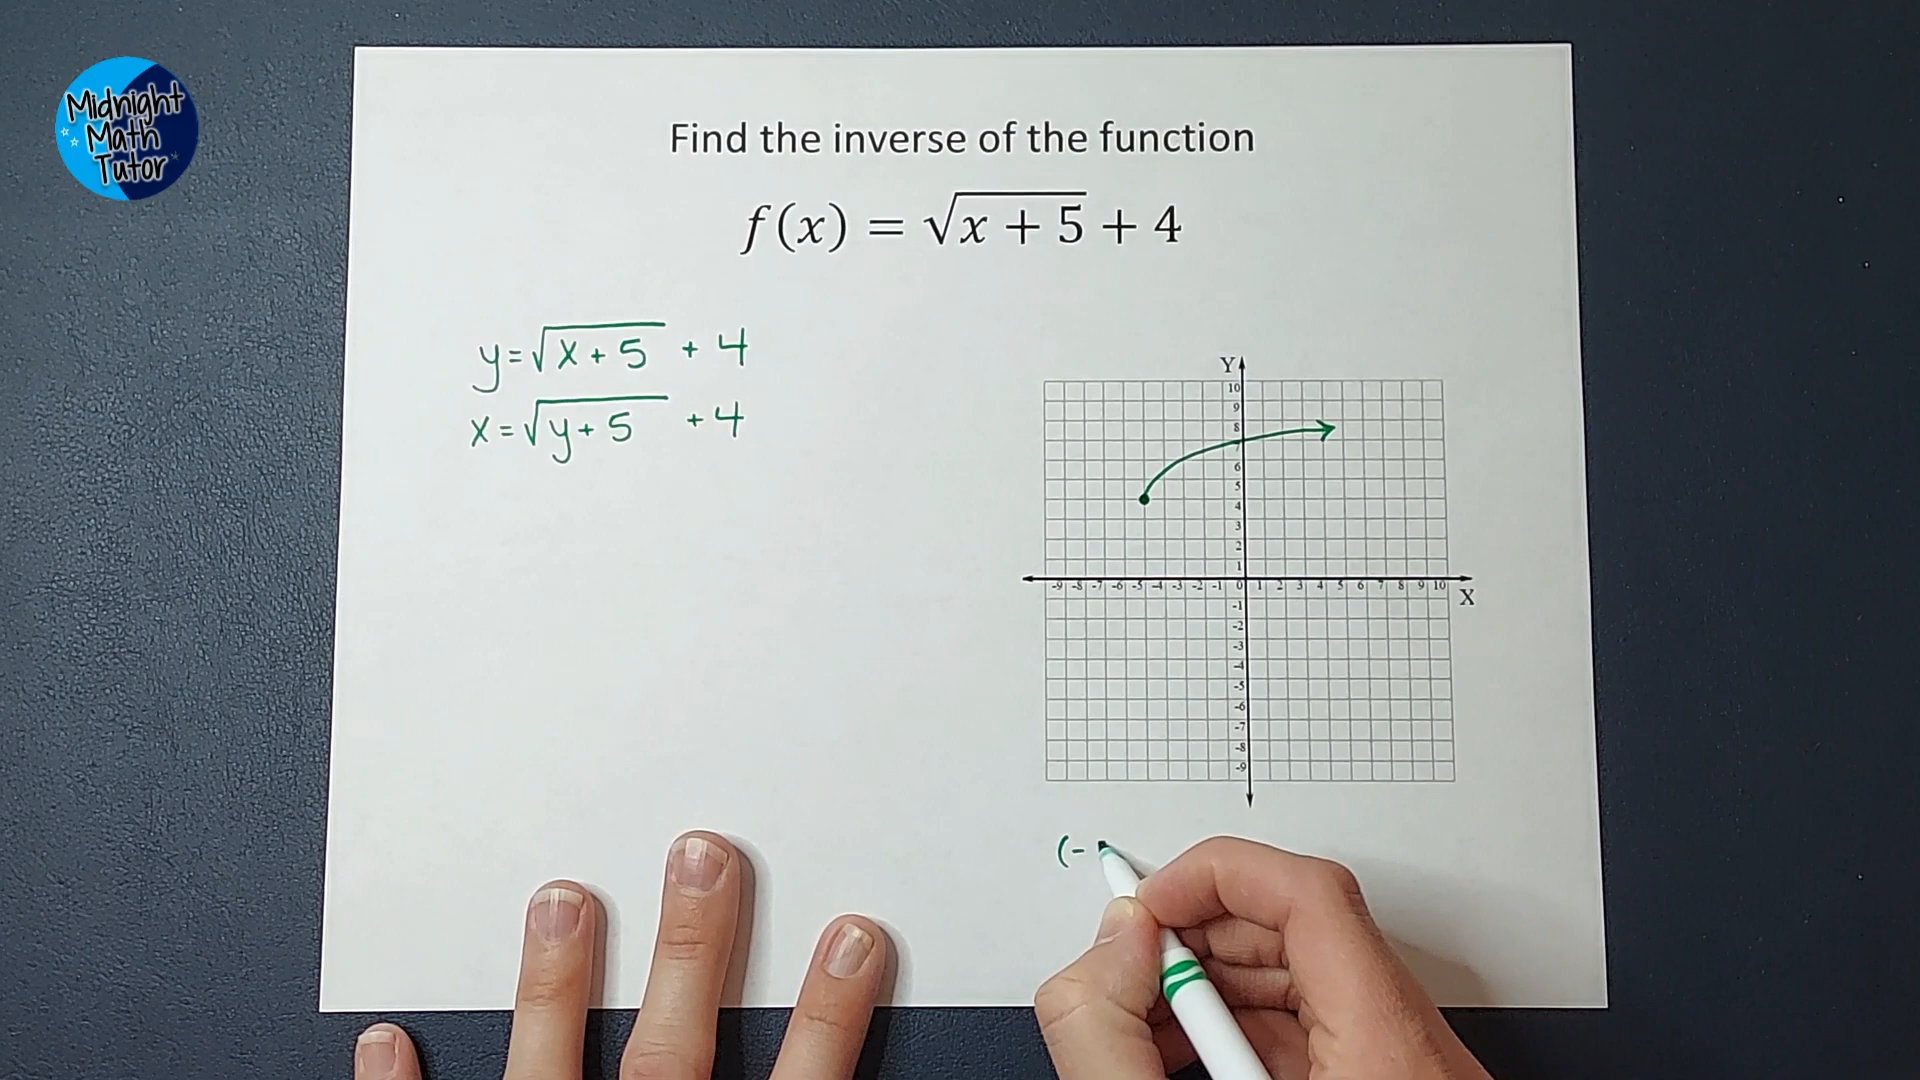 Midnight
Math
Tutor
Find the inverse of the function
f(x) = √x + 5 + 4
y=√x+5 + 4
x=√y+5 +4
Y
10
9
8
7
6
5
4
3
2
1
-9 -8 -7 -6 -5 -4 -3 -2 -1 0 1 2 3 4 5 6 7 8 9 10
X
-1
-2
-3
-4
-5
-6
-7
-8
-9
(-